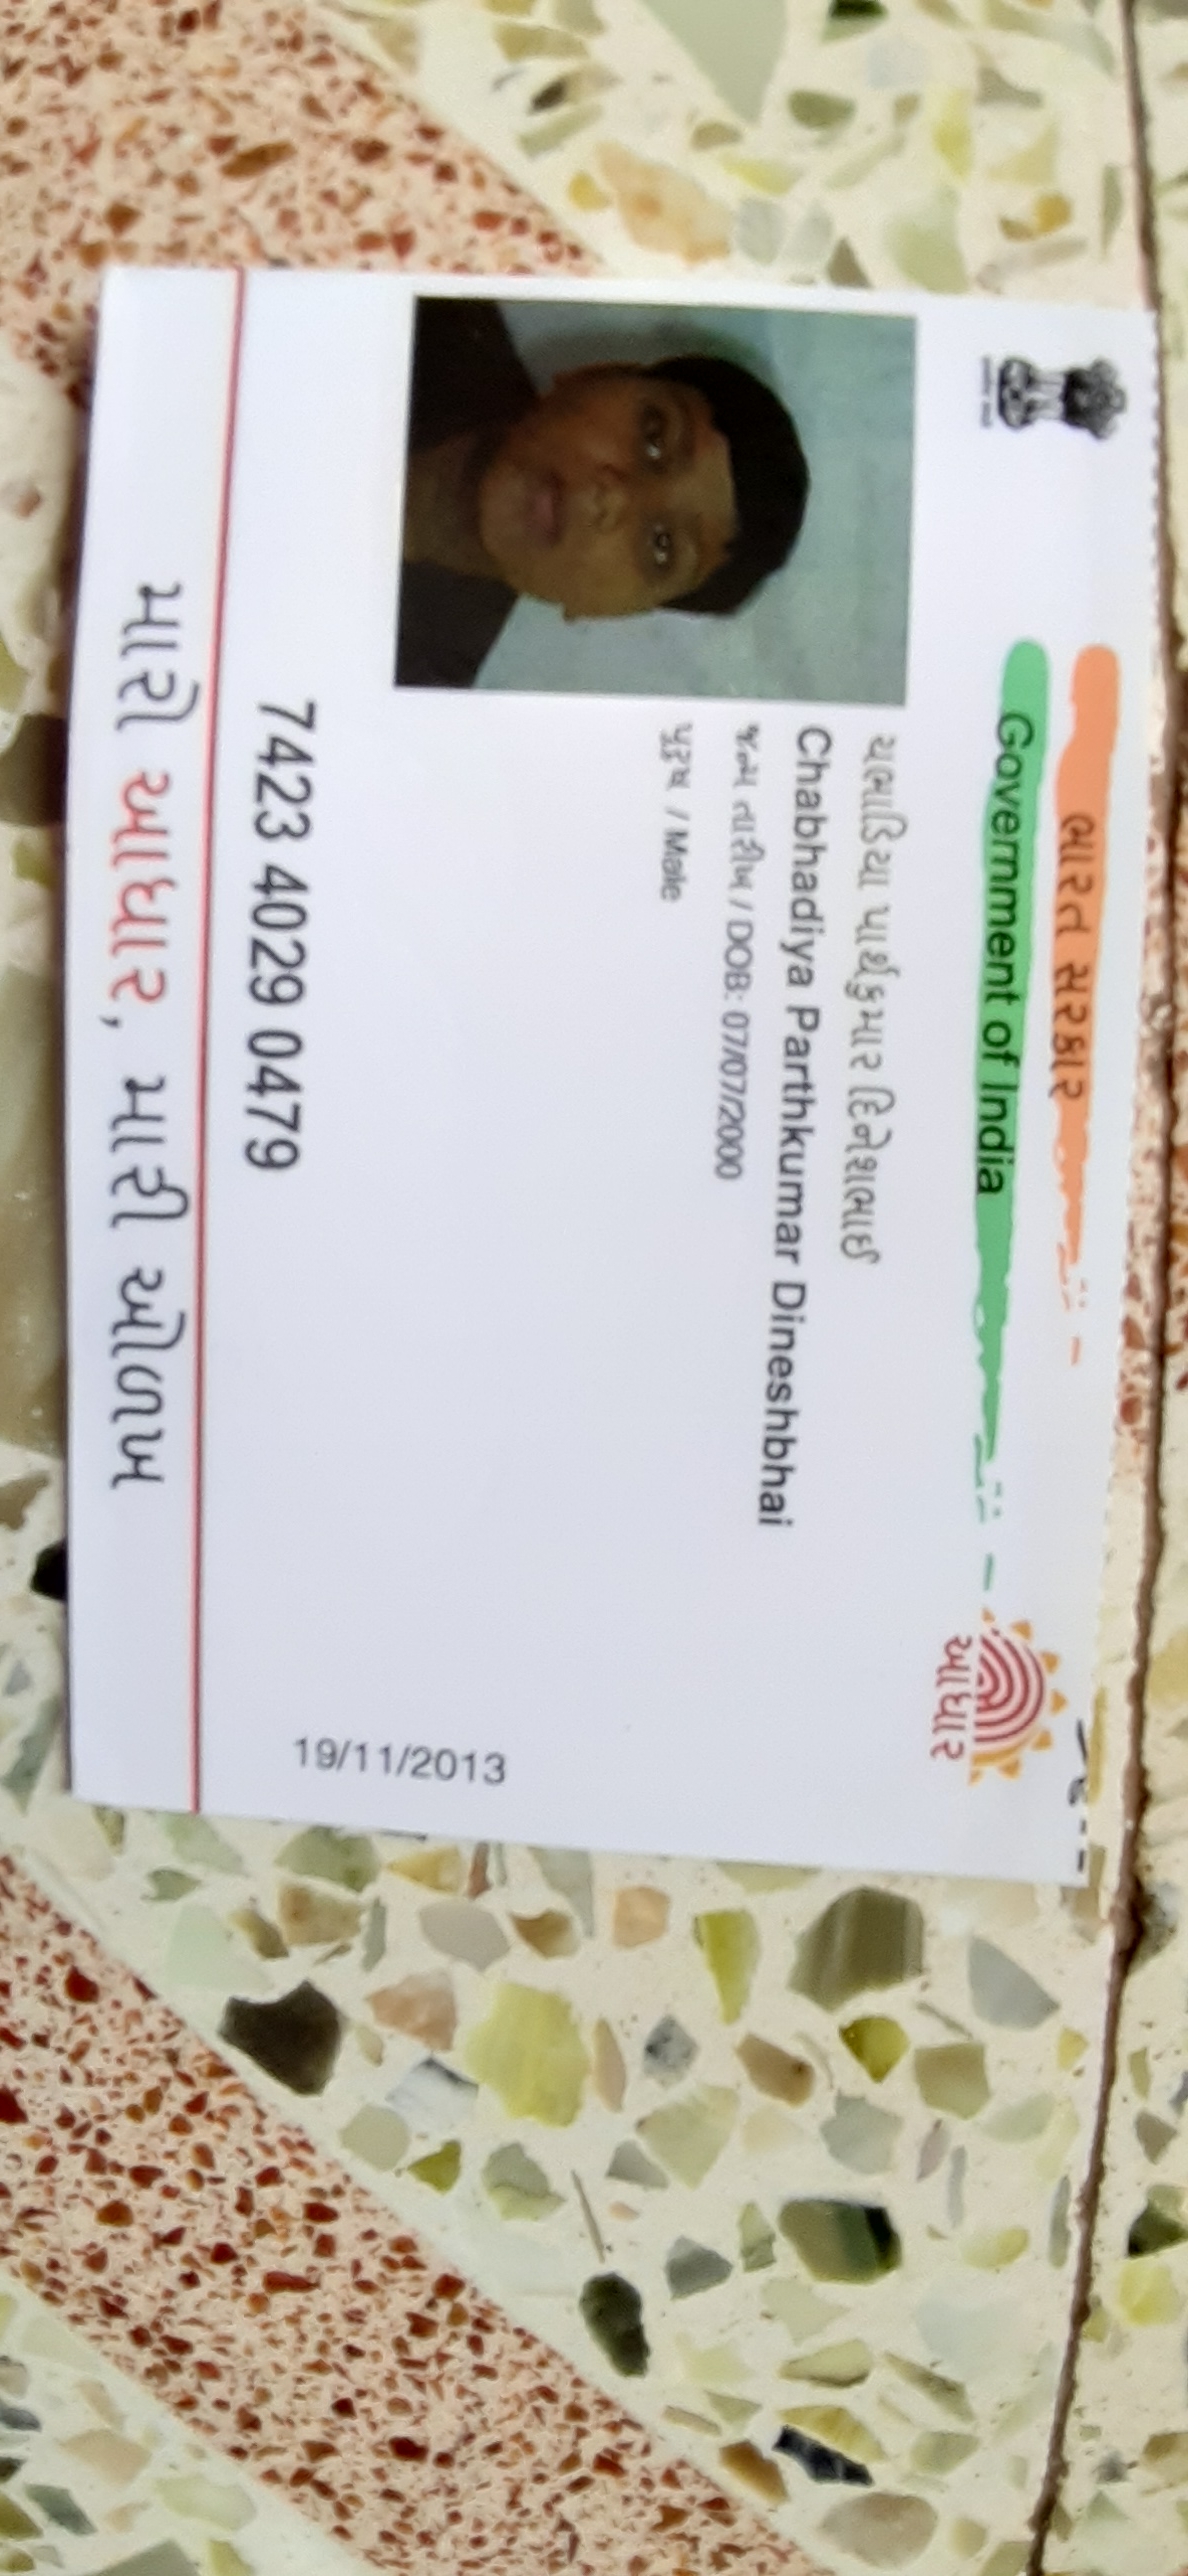 ભારત સરકાર
Government of India
આધાર
ચભાડિયા પાર્થકુમાર દિનેશભાઈ
Chabhadiya Parthkumar Dineshbhai
જન્મ તારીખ / DOB: 07/07/2000
પુરુષ / Male
19/11/2013
7423 4029 0479
મારો આધાર, મારી ઓળખ